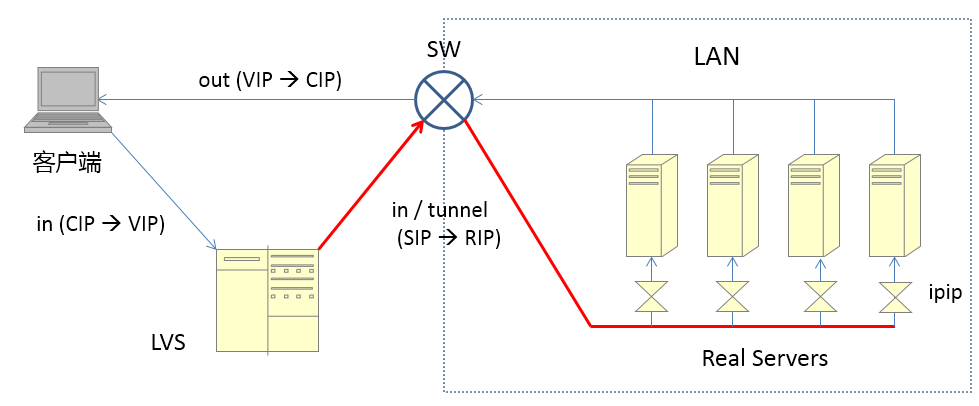 SW
LAN
out (VIP → CIP)
客户端
in (CIP → VIP)
in / tunnel
(SIP → RIP)
ipip
LVS
Real Servers